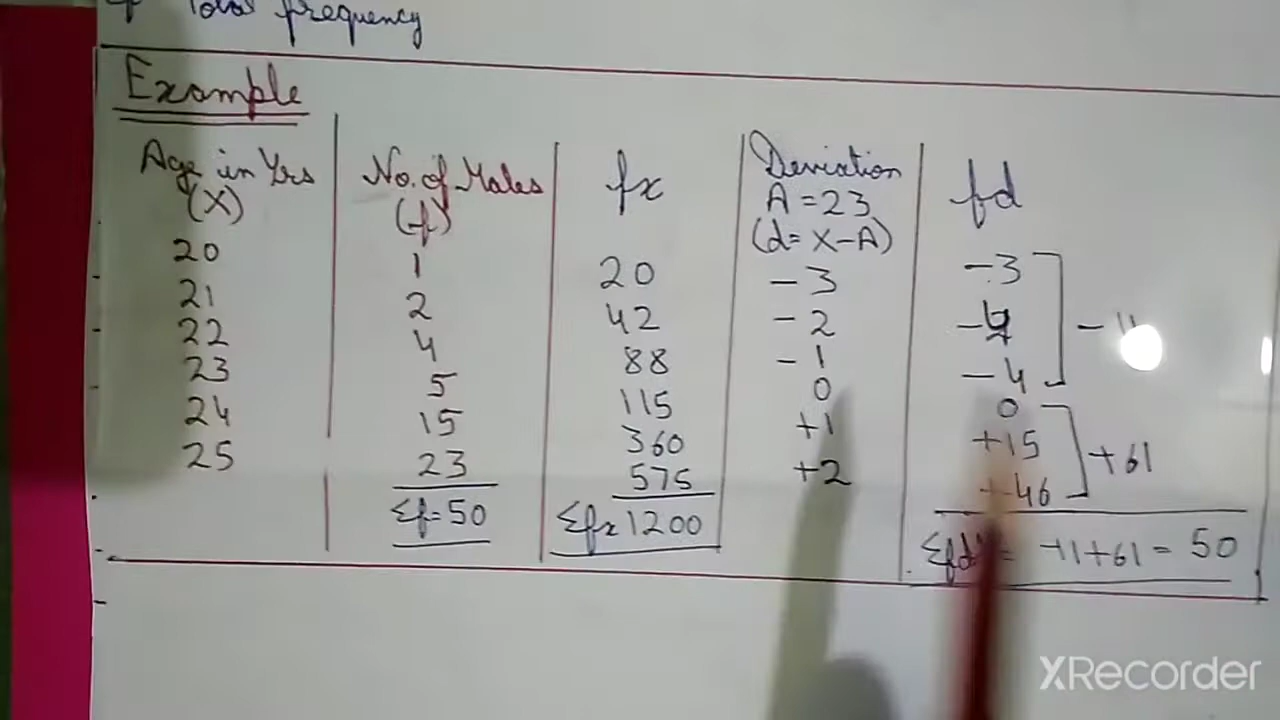 Total frequency
Example
Age in Yrs (X) | No. of Males (f) | fx | Deviation A = 23 (d = X - A) | fd
20 | 1 | 20 | - 3 | - 3
21 | 2 | 42 | - 2 | - 4
22 | 4 | 88 | - 1 | - 4
23 | 5 | 115 | 0 | 0
24 | 15 | 360 | +1 | +15
25 | 23 | 575 | +2 | +46
- 11
+61
Σf = 50 | Σfx 1200 | Σfd = -11+61 = 50
XRecorder